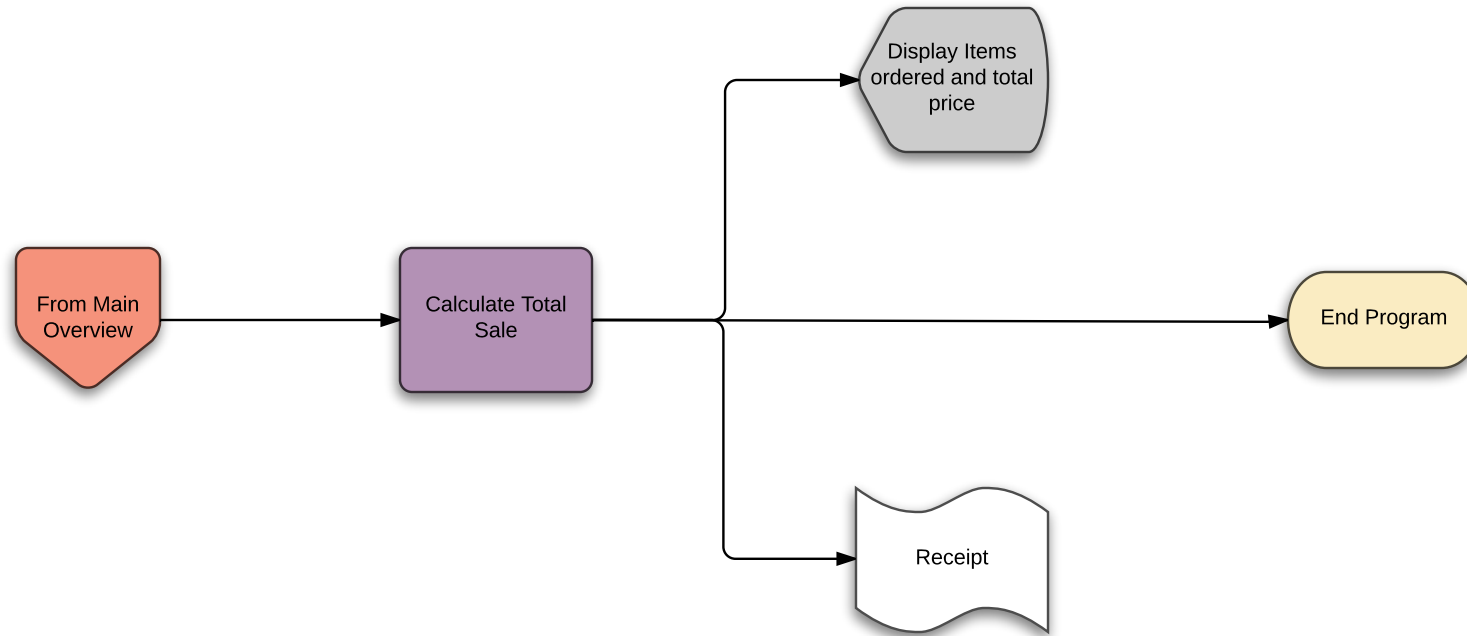 Display Items
ordered and total
price
From Main
Overview
Calculate Total
Sale
End Program
Receipt